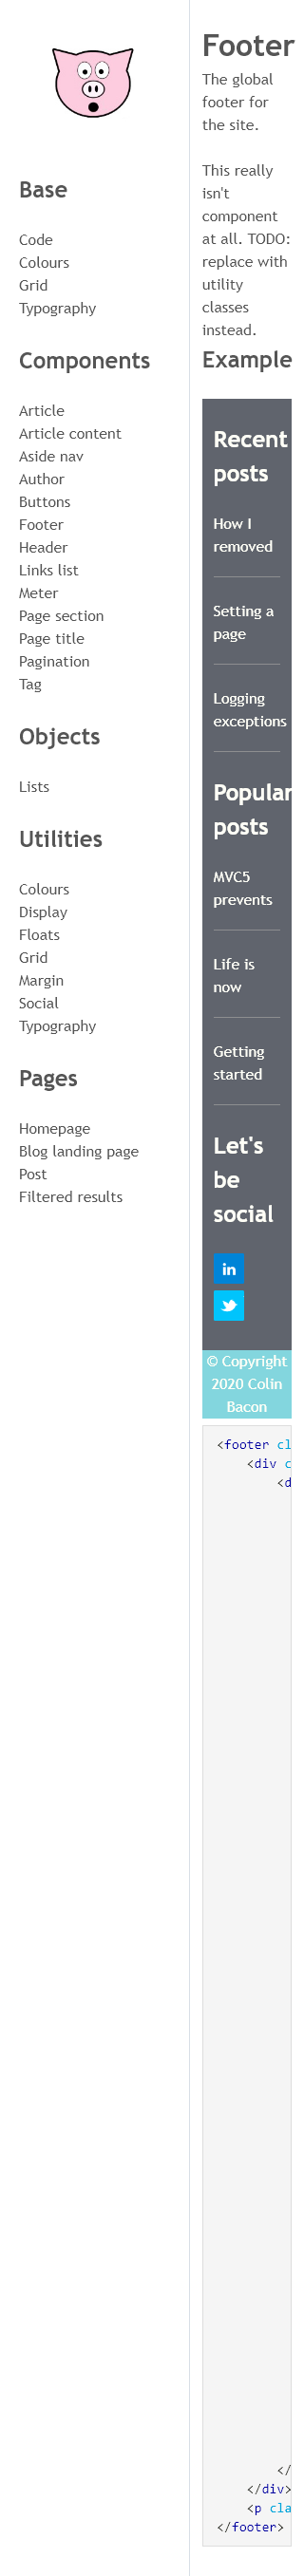 Base
Code
Colours
Grid
Typography
Components
Article
Article content
Aside nav
Author
Buttons
Footer
Header
Links list
Meter
Page section
Page title
Pagination
Tag
Objects
Lists
Utilities
Colours
Display
Floats
Grid
Margin
Social
Typography
Pages
Homepage
Blog landing page
Post
Filtered results
Footer
The global
footer for
the site.
This really
isn't
component
at all. TODO:
replace with
utility
classes
instead.
Example
Recent
posts
How I
removed
Setting a
page
Logging
exceptions
Popular
posts
MVC5
prevents
Life is
now
Getting
started
Let's
be
social
in
© Copyright
2020 Colin
Bacon
<footer cl
<div c
<d
</
</div>
<p cla
</footer>